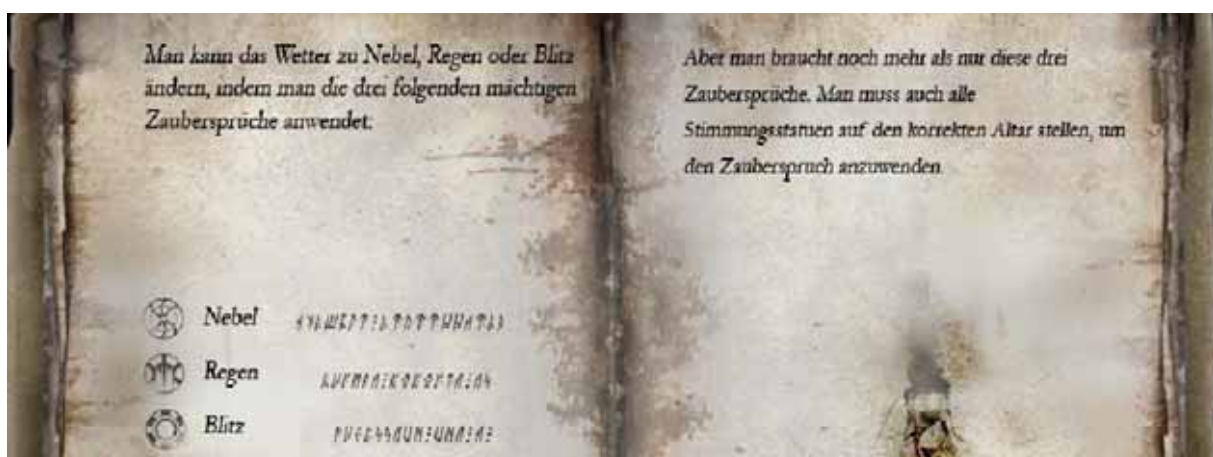 Man kann das Wetter zu Nebel, Regen oder Blitz
ändern, indem man die drei folgenden mächtigen
Zaubersprüche anwendet:
Nebel
Regen
Blitz
Aber man braucht noch mehr als nur diese drei
Zaubersprüche. Man muss auch alle
Stimmungsstatuen auf den korrekten Altar stellen, um
den Zauberspruch anzuwenden.